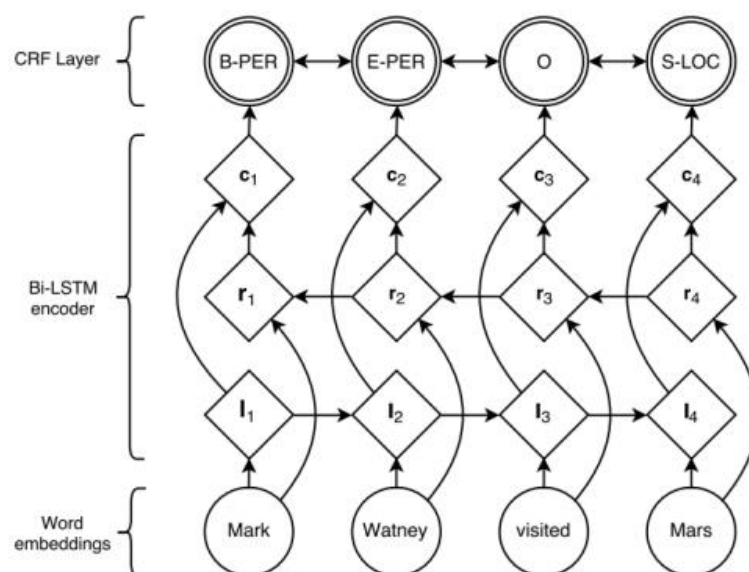 CRF Layer
B-PER
E-PER
O
S-LOC
c₁
c₂
c₃
c₄
Bi-LSTM
encoder
r₁
r₂
r₃
r₄
l₁
l₂
l₃
l₄
Word
embeddings
Mark
Watney
visited
Mars